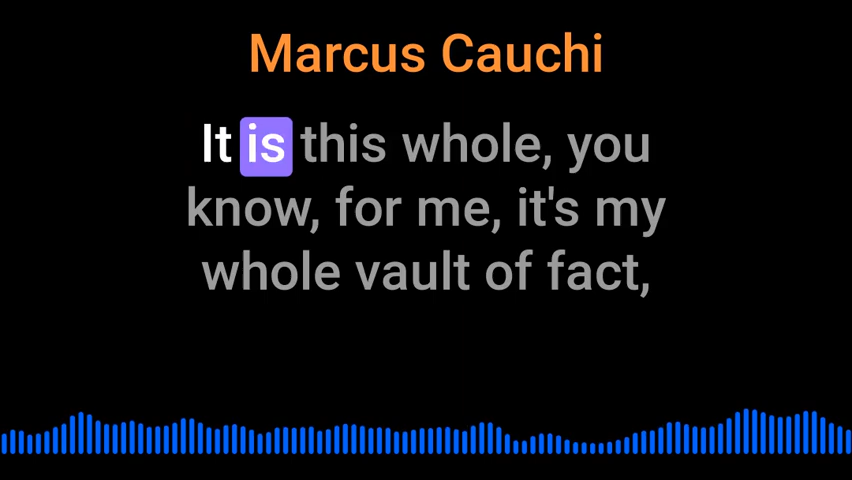 Marcus Cauchi
It is this whole, you
know, for me, it's my
whole vault of fact,